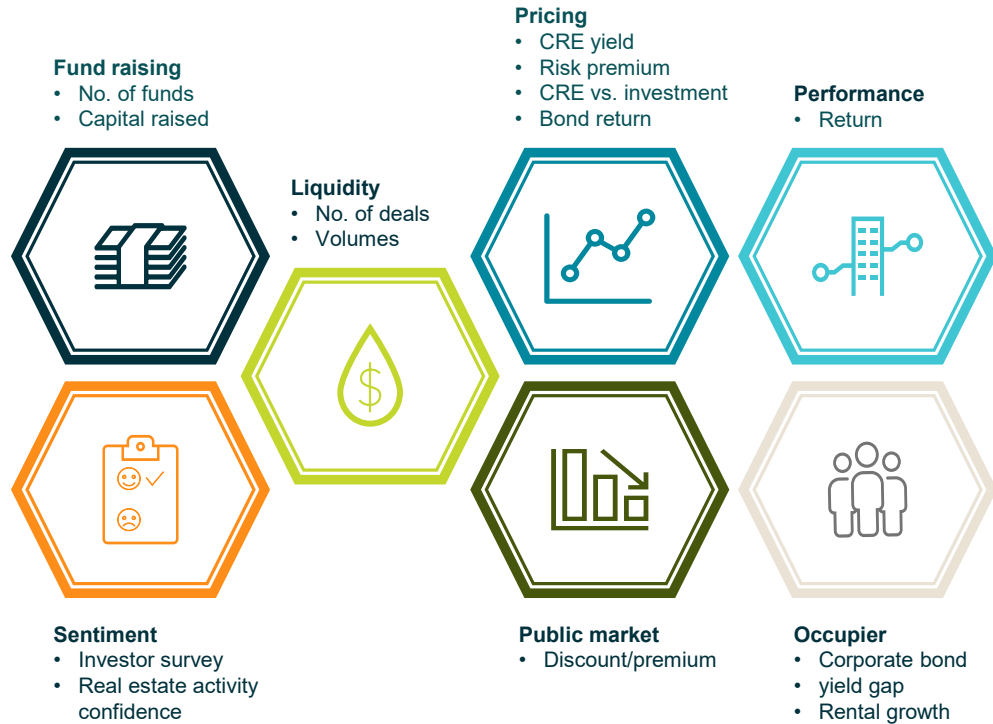 Fund raising
• No. of funds
• Capital raised
Liquidity
• No. of deals
• Volumes
Pricing
• CRE yield
• Risk premium
• CRE vs. investment
• Bond return
Performance
• Return
$
Sentiment
• Investor survey
• Real estate activity
confidence
Public market
• Discount/premium
Occupier
• Corporate bond
• yield gap
• Rental growth